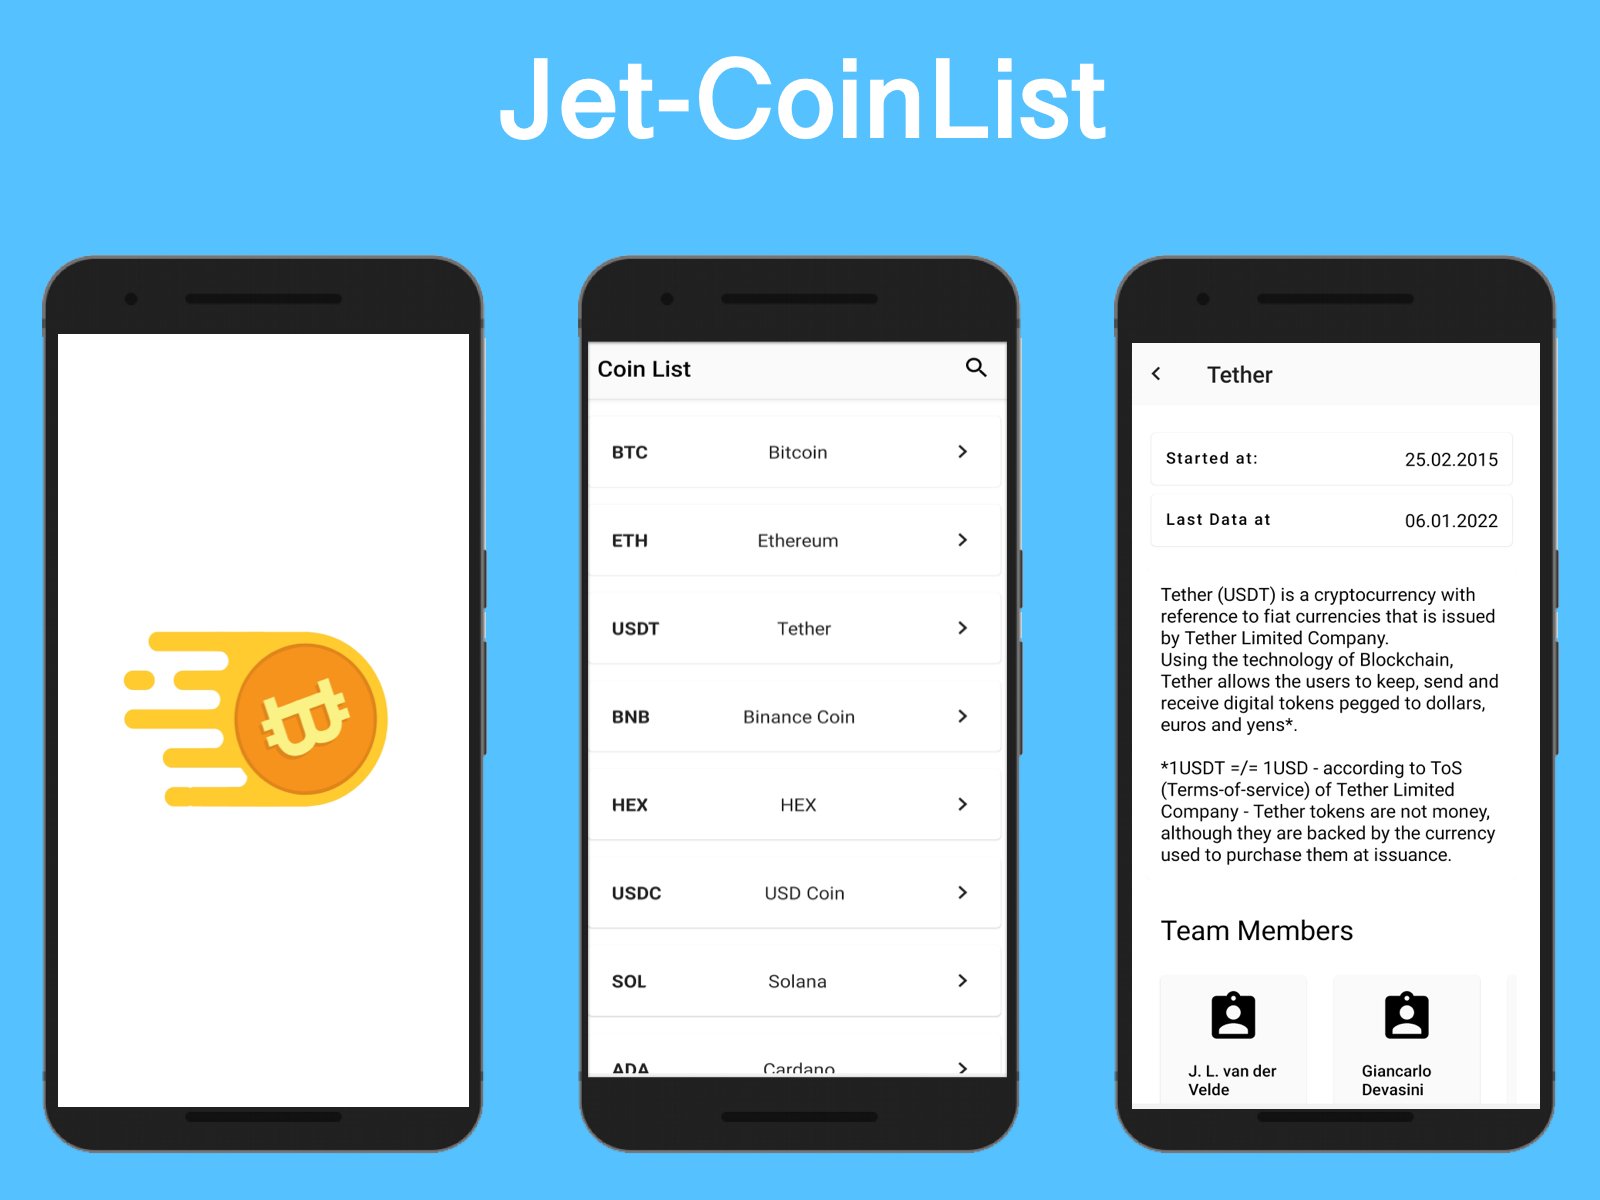 Jet-CoinList
Coin List
BTC Bitcoin
ETH Ethereum
USDT Tether
BNB Binance Coin
HEX HEX
USDC USD Coin
SOL Solana
ADA Cardano
Tether
Started at: 25.02.2015
Last Data at 06.01.2022
Tether (USDT) is a cryptocurrency with
reference to fiat currencies that is issued
by Tether Limited Company.
Using the technology of Blockchain,
Tether allows the users to keep, send and
receive digital tokens pegged to dollars,
euros and yens*.
*1USDT =/= 1USD - according to ToS
(Terms-of-service) of Tether Limited
Company - Tether tokens are not money,
although they are backed by the currency
used to purchase them at issuance.
Team Members
J. L. van der
Velde
Giancarlo
Devasini